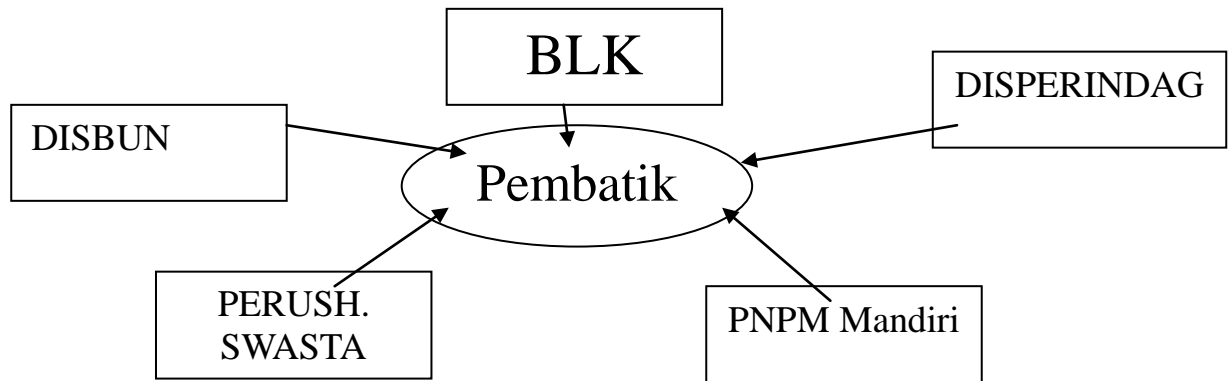 BLK
DISPERINDAG
DISBUN
Pembatik
PERUSH.
SWASTA
PNPM Mandiri